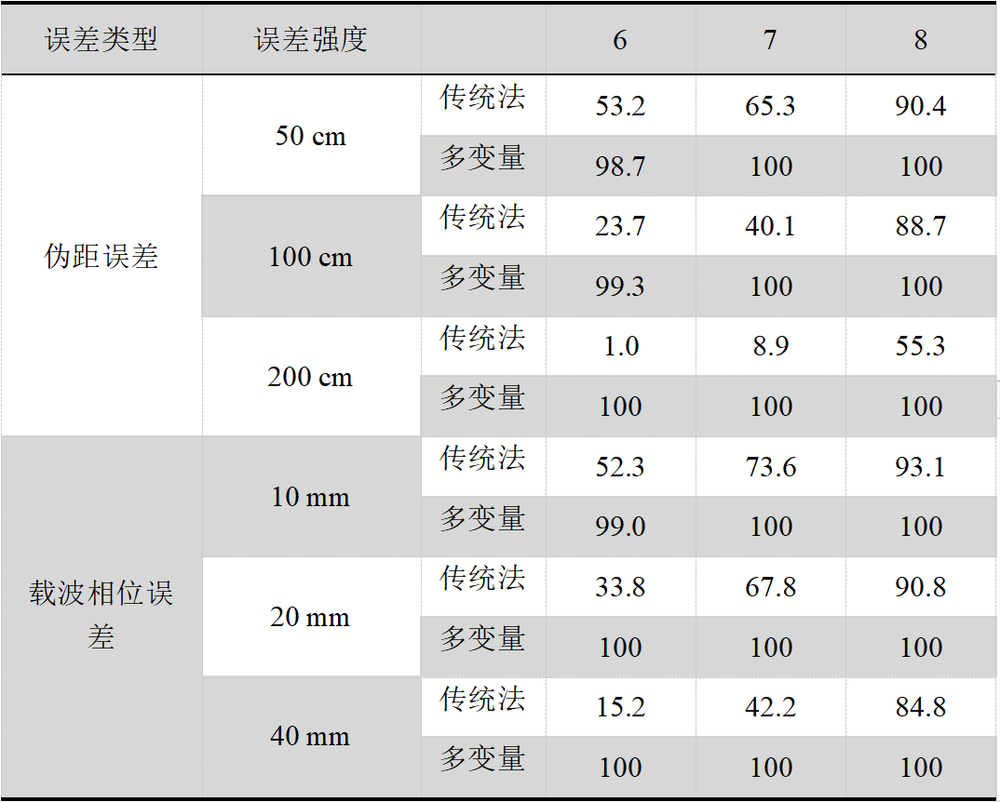 误差类型 误差强度 6 7 8
伪距误差 50 cm 传统法 53.2 65.3 90.4
多变量 98.7 100 100
100 cm 传统法 23.7 40.1 88.7
多变量 99.3 100 100
200 cm 传统法 1.0 8.9 55.3
多变量 100 100 100
载波相位误
差
10 mm 传统法 52.3 73.6 93.1
多变量 99.0 100 100
20 mm 传统法 33.8 67.8 90.8
多变量 100 100 100
40 mm 传统法 15.2 42.2 84.8
多变量 100 100 100